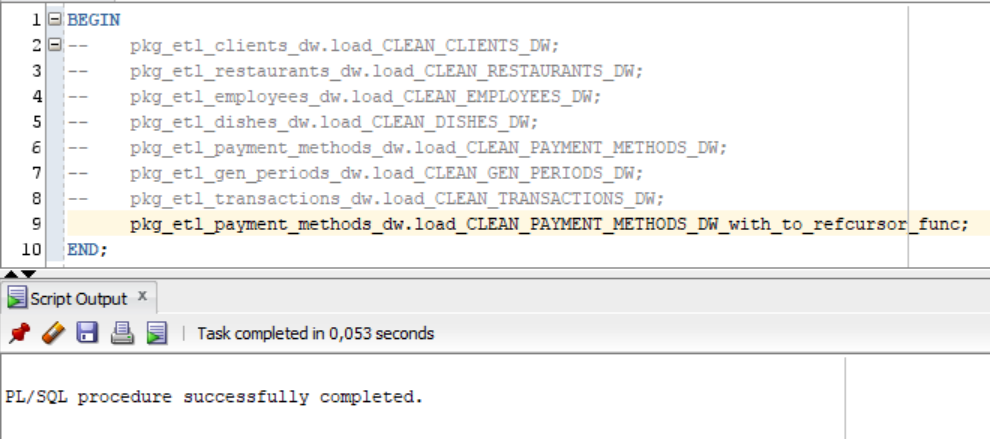 1 BEGIN
2 -- pkg_etl_clients_dw.load_CLEAN_CLIENTS_DW;
3 -- pkg_etl_restaurants_dw.load_CLEAN_RESTAURANTS_DW;
4 -- pkg_etl_employees_dw.load_CLEAN_EMPLOYEES_DW;
5 -- pkg_etl_dishes_dw.load_CLEAN_DISHES_DW;
6 -- pkg_etl_payment_methods_dw.load_CLEAN_PAYMENT_METHODS_DW;
7 -- pkg_etl_gen_periods_dw.load_CLEAN_GEN_PERIODS_DW;
8 -- pkg_etl_transactions_dw.load_CLEAN_TRANSACTIONS_DW;
9 pkg_etl_payment_methods_dw.load_CLEAN_PAYMENT_METHODS_DW_with_to_refcursor_func;
10 END;
Script Output x
Task completed in 0,053 seconds
PL/SQL procedure successfully completed.